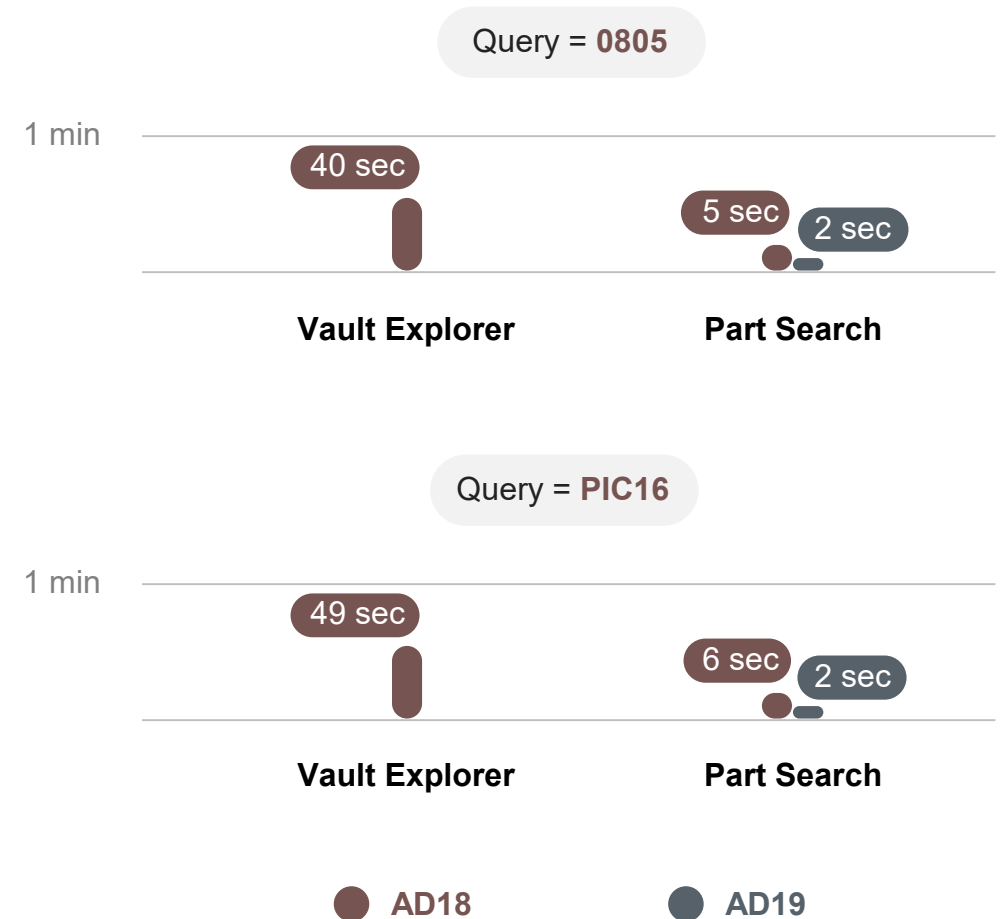 Query = 0805
1 min
40 sec
5 sec
2 sec
Vault Explorer
Part Search
Query = PIC16
1 min
49 sec
6 sec
2 sec
Vault Explorer
Part Search
AD18
AD19